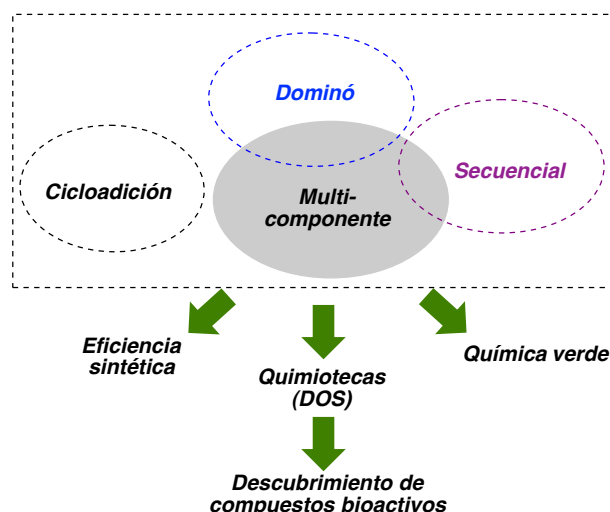 Dominó
Cicloadición
Secuencial
Multi-
componente
Eficiencia
sintética
Química verde
Quimiotecas
(DOS)
Descubrimiento de
compuestos bioactivos